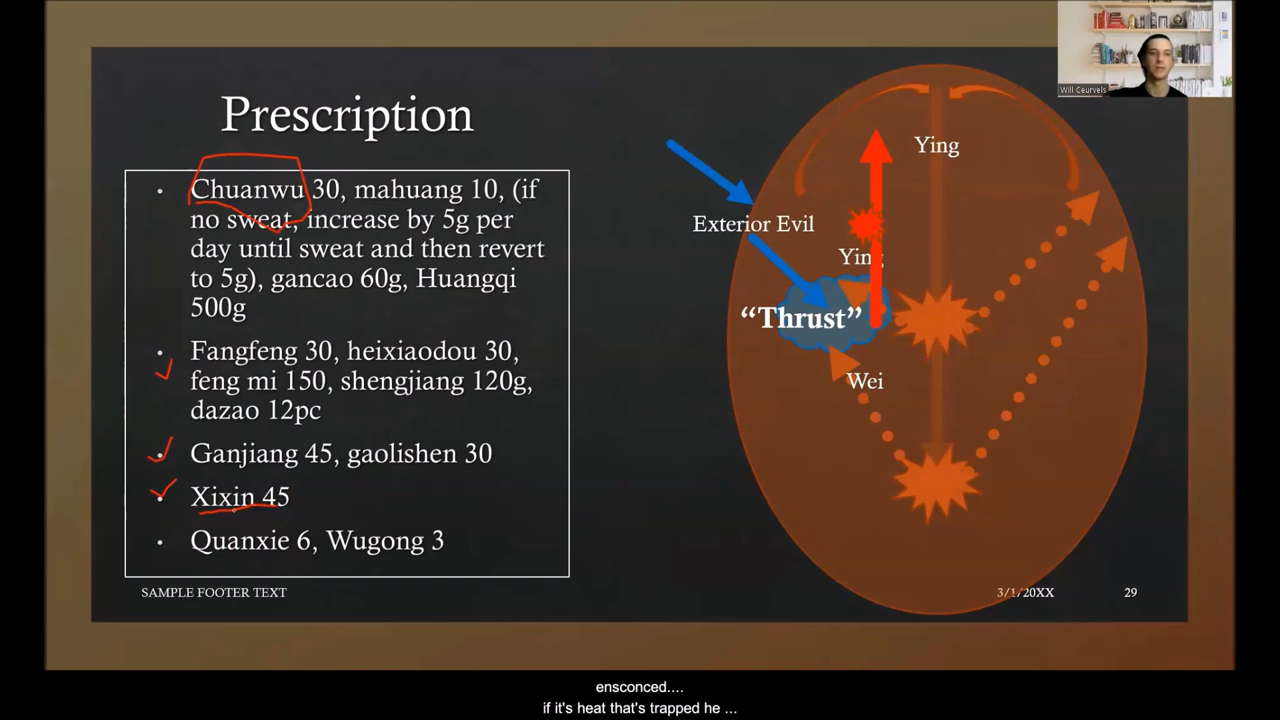 Will Ceurvels
Prescription
Chuanwu 30, mahuang 10, (if
no sweat, increase by 5g per
day until sweat and then revert
to 5g), gancao 60g, Huangqi
500g
Fangfeng 30, heixiaodou 30,
feng mi 150, shengjiang 120g,
dazao 12pc
Ganjiang 45, gaolishen 30
Xixin 45
Quanxie 6, Wugong 3
Ying
Exterior Evil
Ying
“Thrust”
Wei
SAMPLE FOOTER TEXT
3/1/20XX
29
ensconced....
if it's heat that's trapped he ...